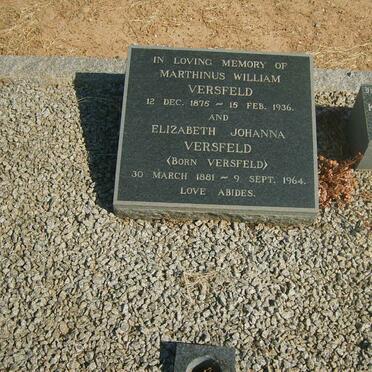 IN LOVING MEMORY OF
MARTHINUS WILLIAM
VERSFELD
12 DEC. 1875 ~ 15 FEB. 1936.
AND
ELIZABETH JOHANNA
VERSFELD
(BORN VERSFELD)
30 MARCH 1881 ~ 9 SEPT. 1964.
LOVE ABIDES.